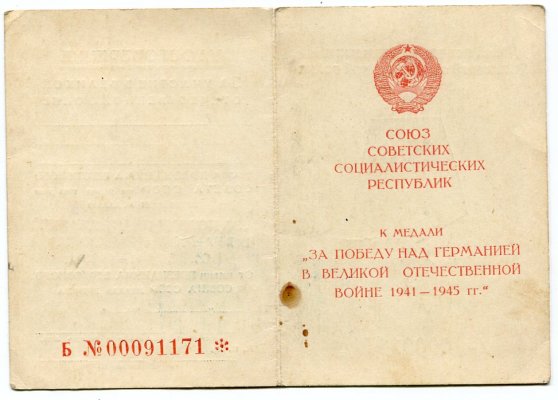 Б №00091171 *
СОЮЗ
СОВЕТСКИХ
СОЦИАЛИСТИЧЕСКИХ
РЕСПУБЛИК
К МЕДАЛИ
„ЗА ПОБЕДУ НАД ГЕРМАНИЕЙ
В ВЕЛИКОЙ ОТЕЧЕСТВЕННОЙ
ВОЙНЕ 1941—1945 гг.“